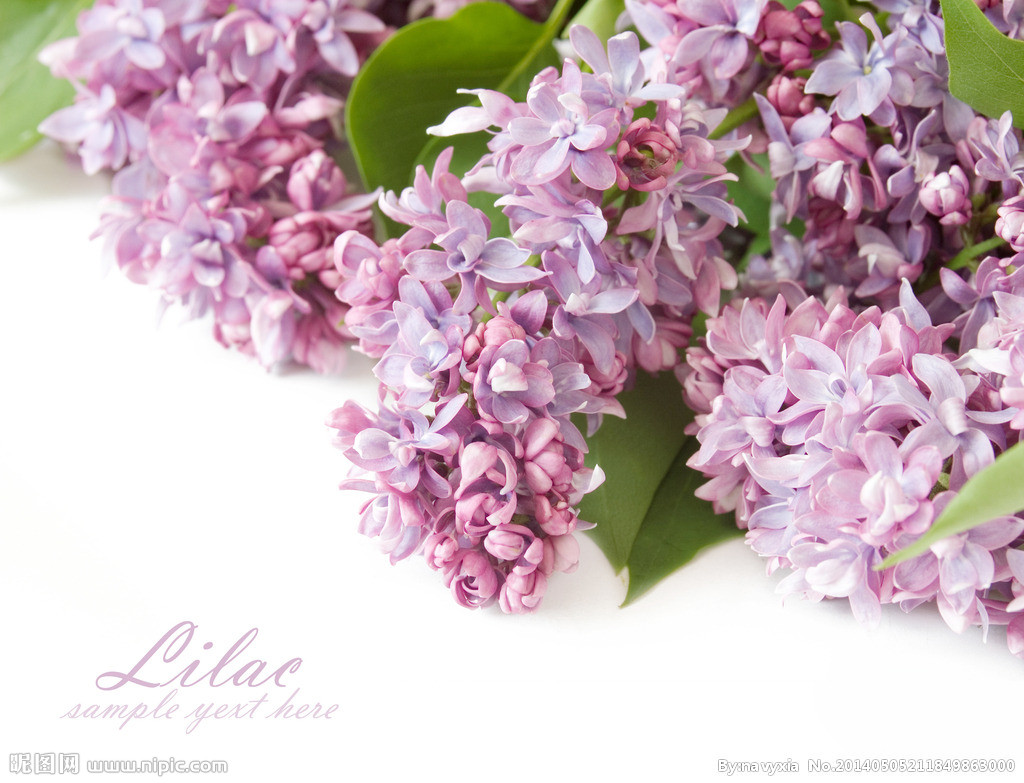 Lilac
sample yext here
昵图网 www.nipic.com
By:navyxia No.20140505211849863000